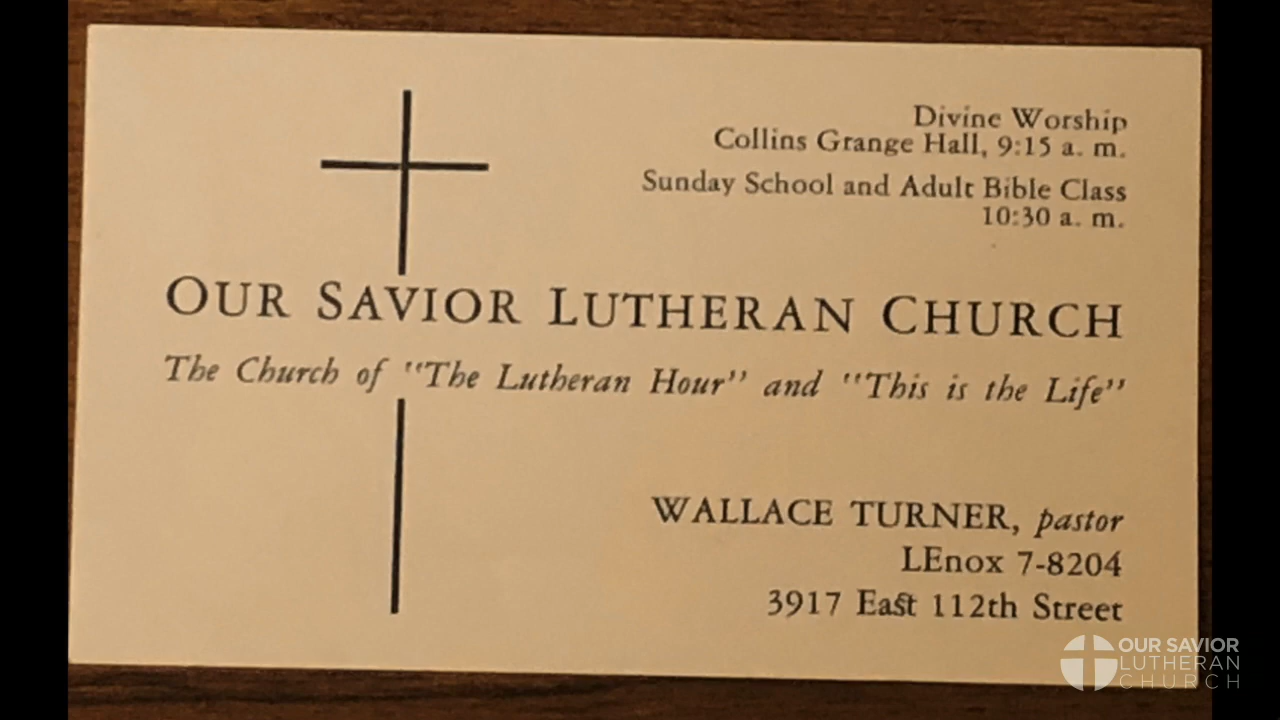 Divine Worship
Collins Grange Hall, 9:15 a. m.
Sunday School and Adult Bible Class
10:30 a. m.
OUR SAVIOR LUTHERAN CHURCH
The Church of "The Lutheran Hour" and "This is the Life"
WALLACE TURNER, pastor
LEnox 7-8204
3917 East 112th Street
OUR SAVIOR
LUTHERAN
CHURCH